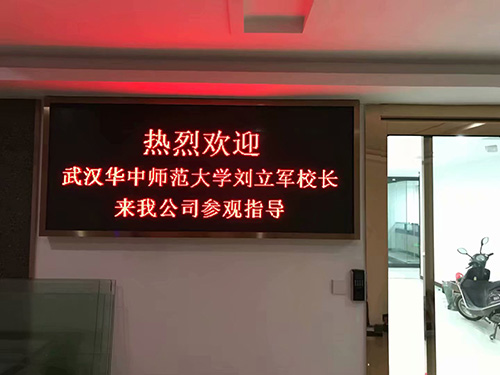 热烈欢迎
武汉华中师范大学刘立军校长
来我公司参观指导